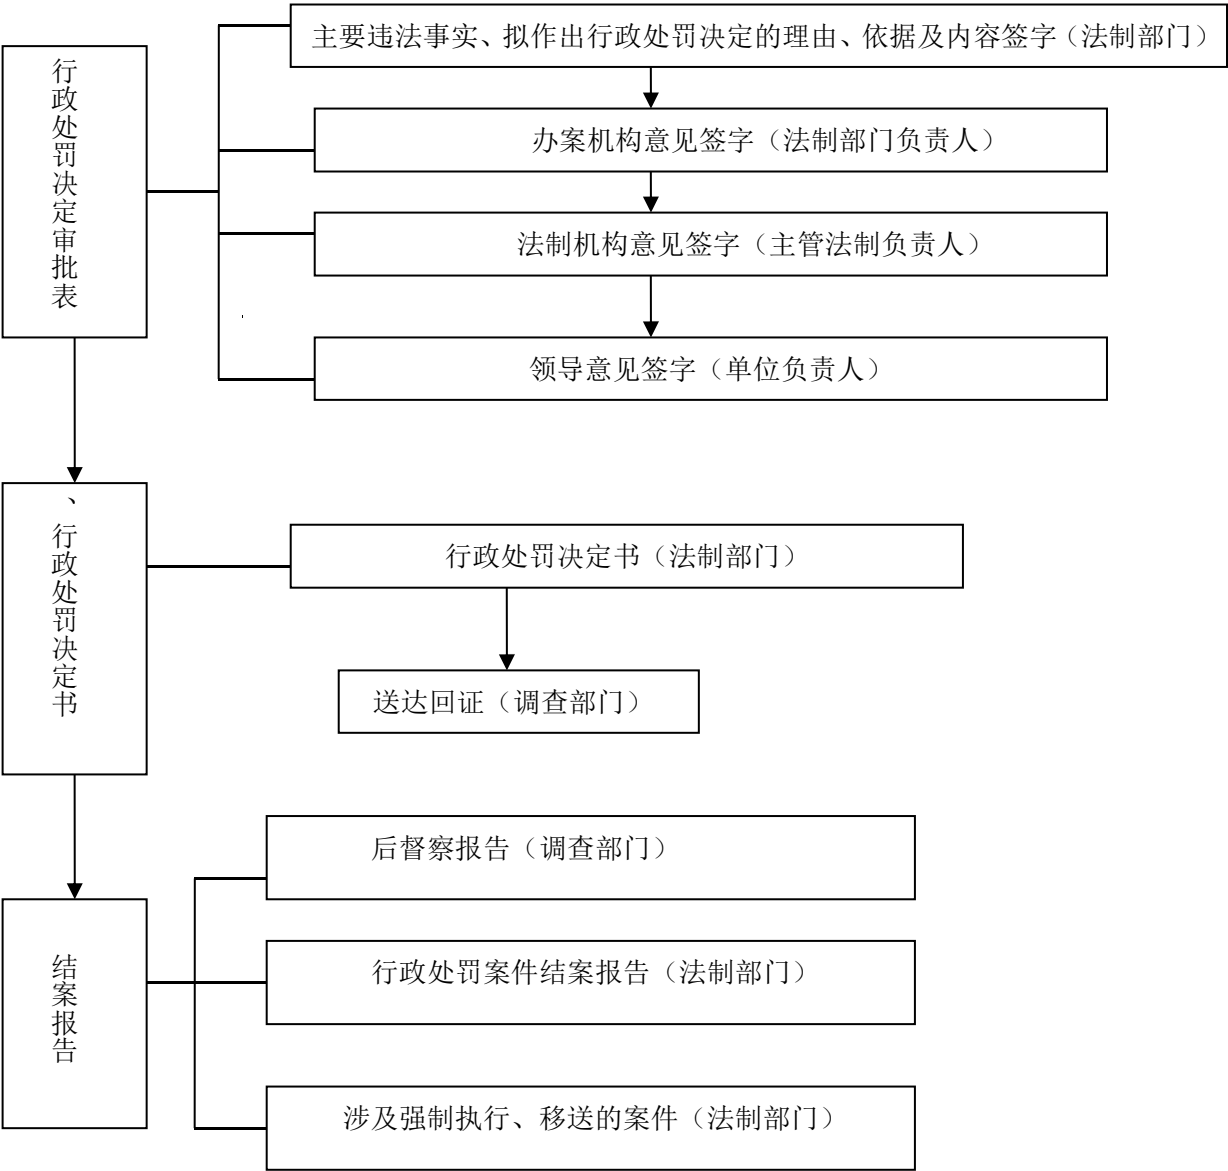 主要违法事实、拟作出行政处罚决定的理由、依据及内容签字（法制部门）
行政处罚决定审批表
办案机构意见签字（法制部门负责人）
法制机构意见签字（主管法制负责人）
领导意见签字（单位负责人）
、行政处罚决定书
行政处罚决定书（法制部门）
送达回证（调查部门）
后督察报告（调查部门）
结案报告
行政处罚案件结案报告（法制部门）
涉及强制执行、移送的案件（法制部门）